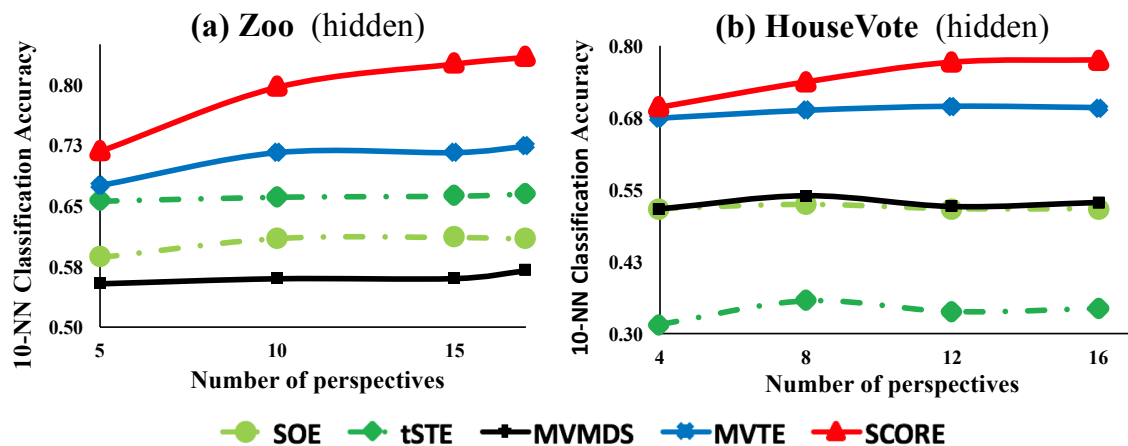 (a) Zoo (hidden)
10-NN Classification Accuracy
0.80
0.73
0.65
0.58
0.50
5
10
15
Number of perspectives
(b) HouseVote (hidden)
10-NN Classification Accuracy
0.80
0.68
0.55
0.43
0.30
4
8
12
16
Number of perspectives
SOE
tSTE
MVMDS
MVTE
SCORE